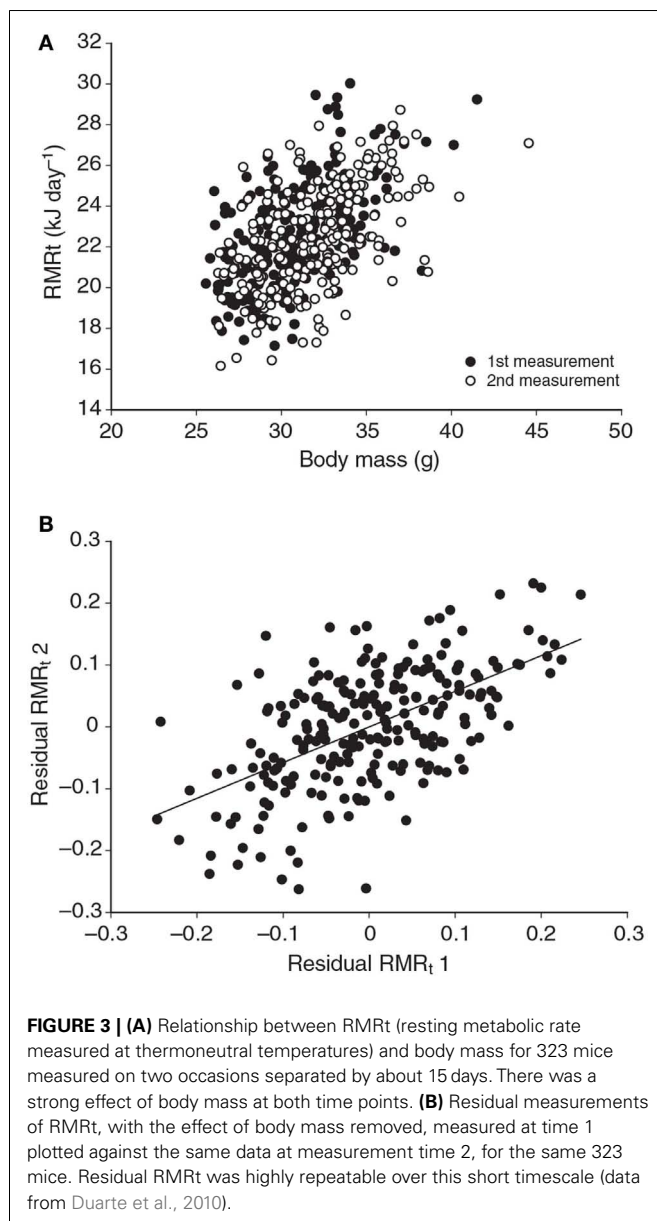 A
32
30
28
26
24
22
20
18
16
14
RMRt (kJ day⁻¹)
1st measurement
2nd measurement
20 25 30 35 40 45 50
Body mass (g)
B
0.3
0.2
0.1
0
–0.1
–0.2
–0.3
Residual RMRₜ 2
–0.3 –0.2 –0.1 0 0.1 0.2 0.3
Residual RMRₜ 1
FIGURE 3 | (A) Relationship between RMRt (resting metabolic rate
measured at thermoneutral temperatures) and body mass for 323 mice
measured on two occasions separated by about 15 days. There was a
strong effect of body mass at both time points. (B) Residual measurements
of RMRt, with the effect of body mass removed, measured at time 1
plotted against the same data at measurement time 2, for the same 323
mice. Residual RMRt was highly repeatable over this short timescale (data
from Duarte et al., 2010).